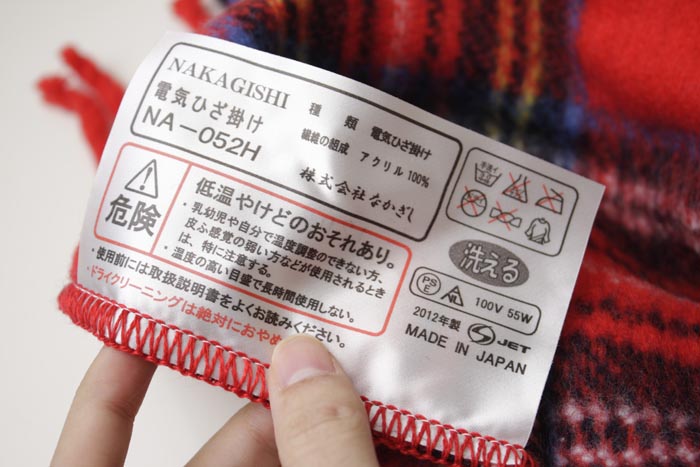 NAKAGISHI
電気ひざ掛け
NA-052H
種 類 電気ひざ掛け
繊維の組成 アクリル 100%
株式会社なかぎし
手洗イ
危険
低温やけどのおそれあり。
・乳幼児や自分で温度調整のできない方、
皮ふ感覚の弱い方などが使用されるとき
は、特に注意する。
・温度の高い目盛で長時間使用しない。
・使用前には取扱説明書をよくお読みください。
・ドライクリーニングは絶対におやめ
洗える
PS
E
100V 55W
2012年製
JET
MADE IN JAPAN